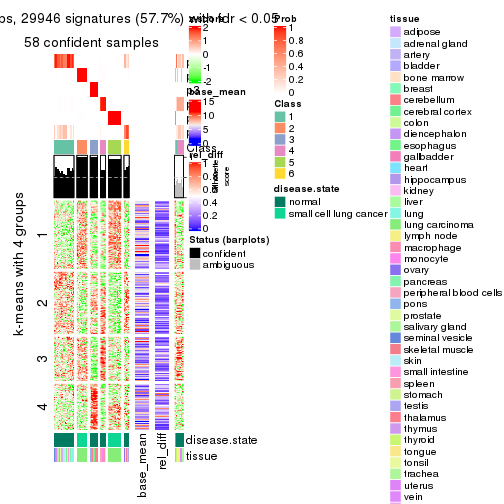 ps, 29946 signatures (57.7%) with fdr < 0.05
58 confident samples
Prob
1
0.8
0.6
0.4
0.2
0
2
1
0
-1
-2
base_mean
15
10
5
0
Class
rel_diff
1
0.8
0.6
0.4
0.2
0
score
Class
1
2
3
4
5
6
disease.state
normal
small cell lung cancer
Status (barplots)
confident
ambiguous
k-means with 4 groups
1
2
3
4
disease.state
tissue
base_mean
rel_diff
tissue
adipose
adrenal gland
artery
bladder
bone marrow
breast
cerebellum
cerebral cortex
colon
diencephalon
esophagus
gallbadder
heart
hippocampus
kidney
liver
lung
lung carcinoma
lymph node
macrophage
monocyte
ovary
pancreas
peripheral blood cells
pons
prostate
salivary gland
seminal vesicle
skeletal muscle
skin
small intestine
spleen
stomach
testis
thalamus
thymus
thyroid
tongue
tonsil
trachea
uterus
vein